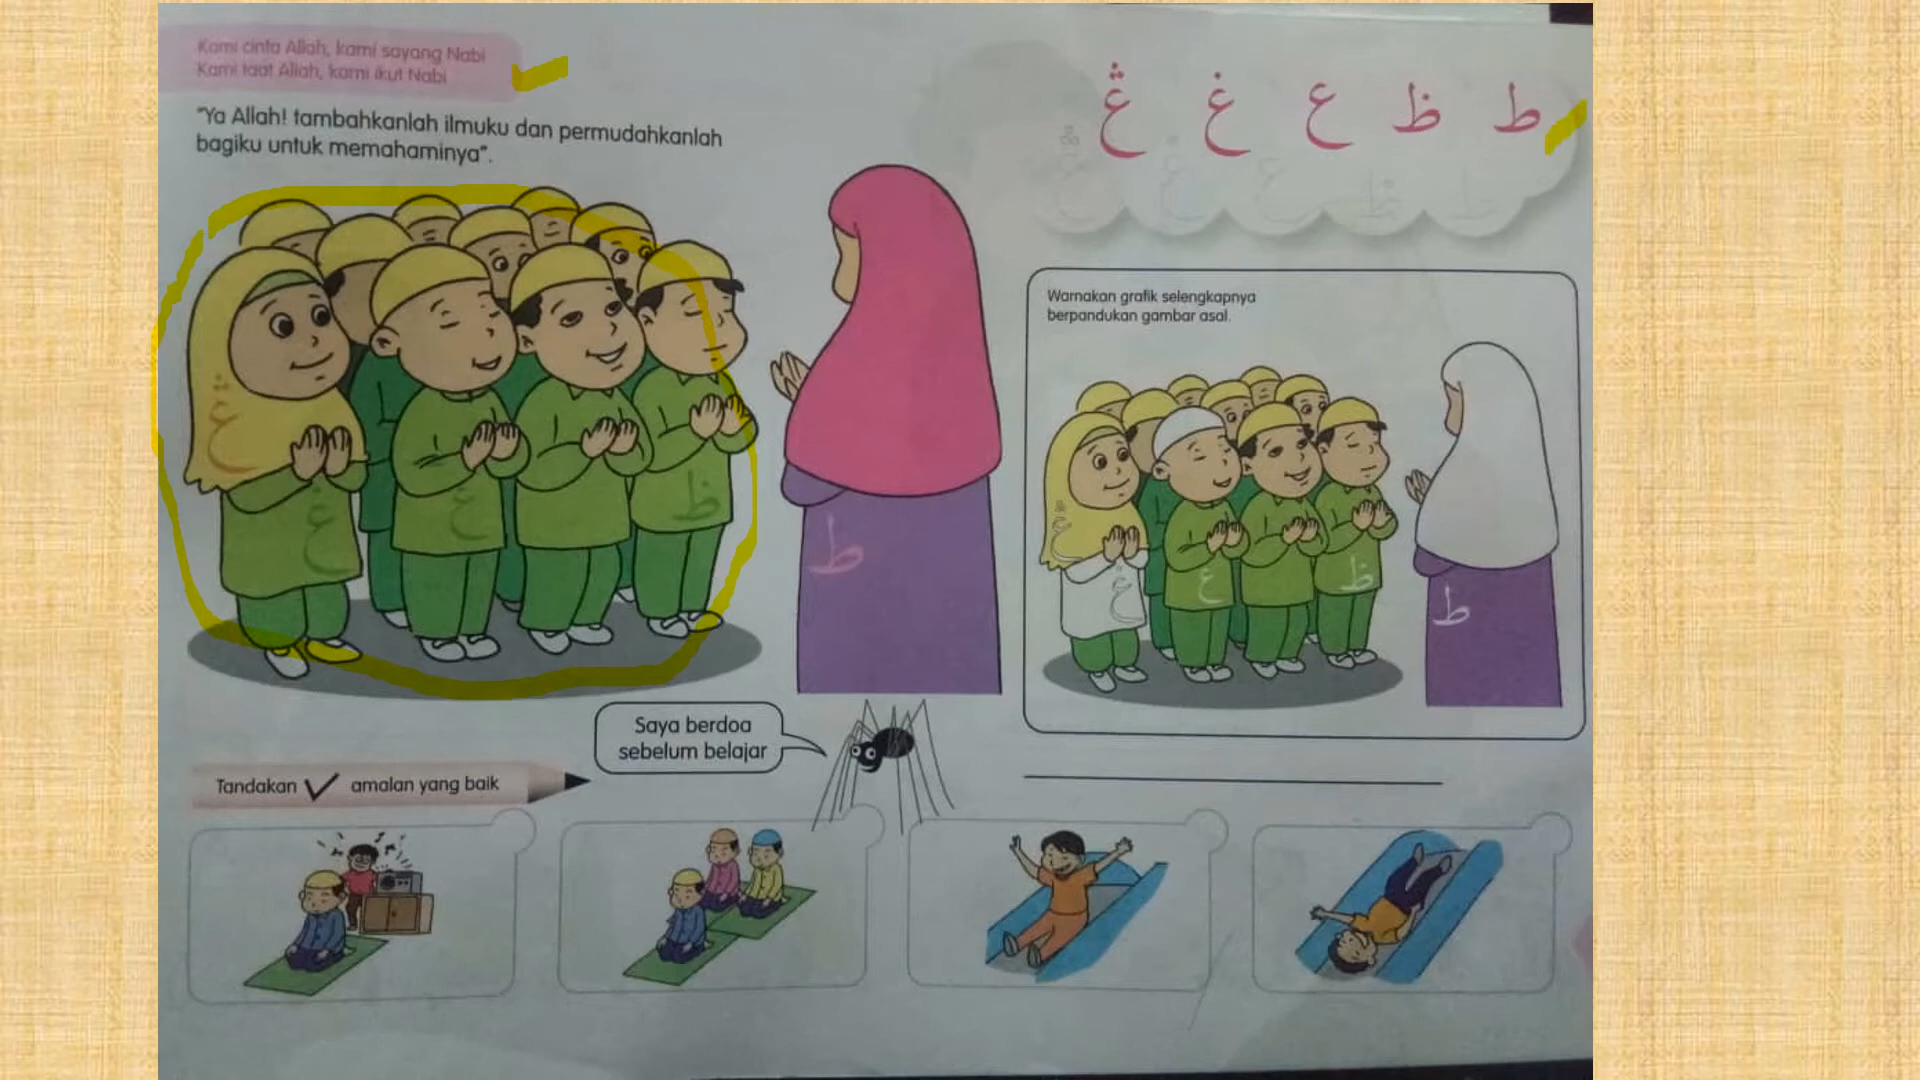 Kami cinta Allah, kami sayang Nabi
Kami taat Allah, kami ikut Nabi
"Ya Allah! tambahkanlah ilmuku dan permudahkanlah
bagiku untuk memahaminya".
ط ظ ع غ ڠ
ط ظ ع غ ڠ
Warnakan grafik selengkapnya
berpandukan gambar asal.
ڠ
غ
ع
ظ
ط
ڠ
غ
ع
ظ
ط
Saya berdoa
sebelum belajar
Tandakan ✓ amalan yang baik